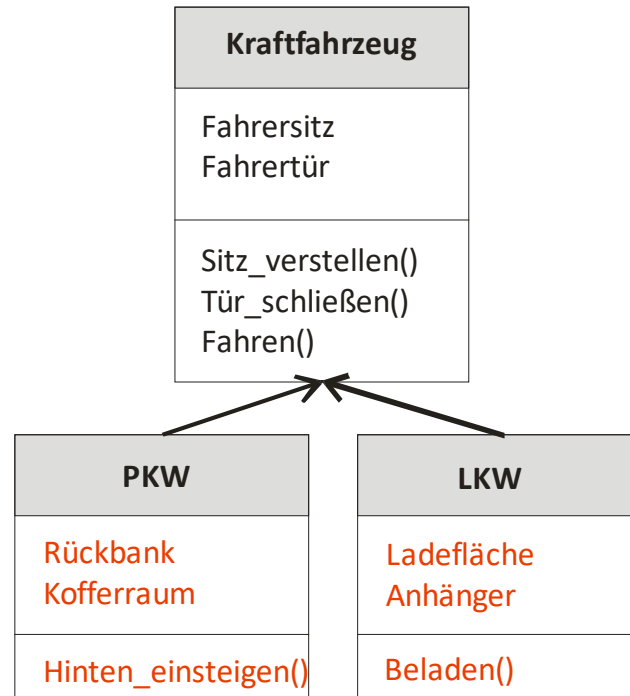 Kraftfahrzeug
Fahrersitz
Fahrertür
Sitz_verstellen()
Tür_schließen()
Fahren()
PKW
Rückbank
Kofferraum
Hinten_einsteigen()
LKW
Ladefläche
Anhänger
Beladen()